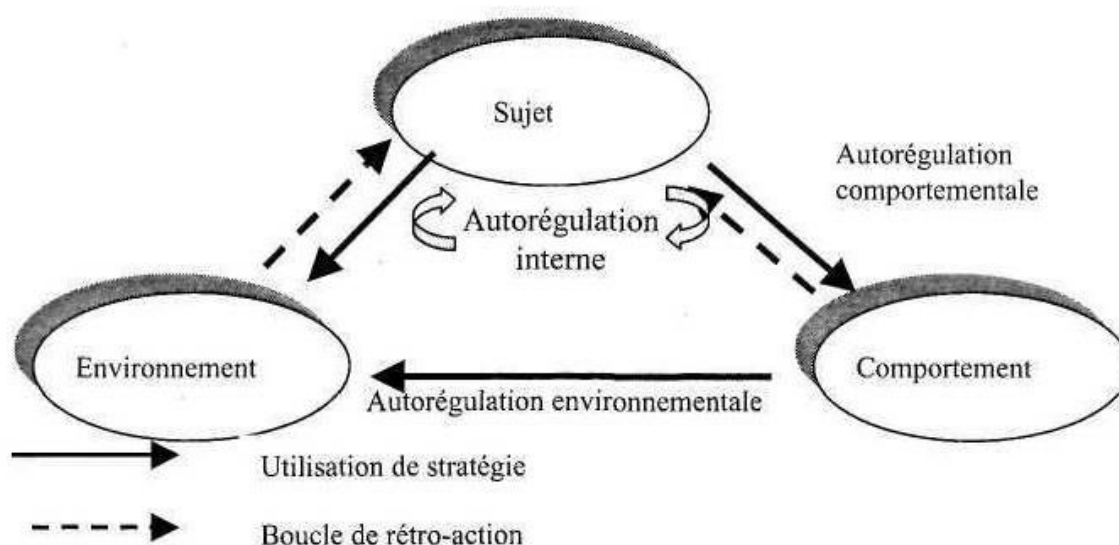 Sujet
Autorégulation
comportementale
Autorégulation
interne
Environnement
Comportement
Autorégulation environnementale
Utilisation de stratégie
Boucle de rétro-action